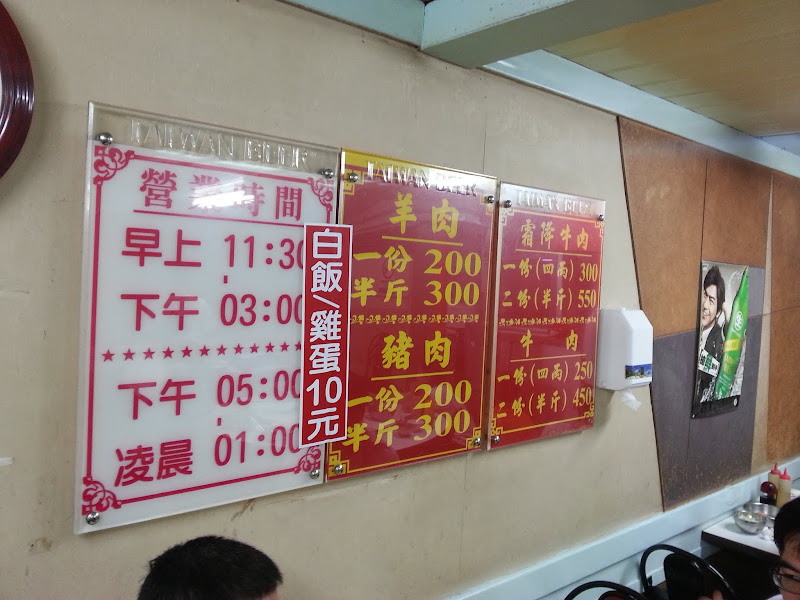 TAIWAN BEER
營業時間
早上 11:30
下午 03:00
下午 05:00
凌晨 01:00
白飯/雞蛋10元
TAIWAN BEER
羊肉
一份 200
半斤 300
豬肉
一份 200
半斤 300
TAIWAN BEER
霜降牛肉
一份(四兩) 300
二份(半斤) 550
牛肉
一份(四兩) 250
二份(半斤) 450